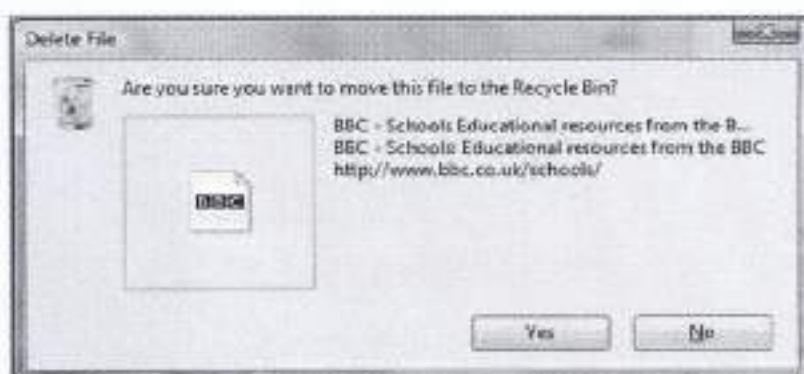 Delete File
Are you sure you want to move this file to the Recycle Bin?
BBC - Schools Educational resources from the B...
BBC - Schools Educational resources from the BBC
http://www.bbc.co.uk/schools/
BBC
Yes
No